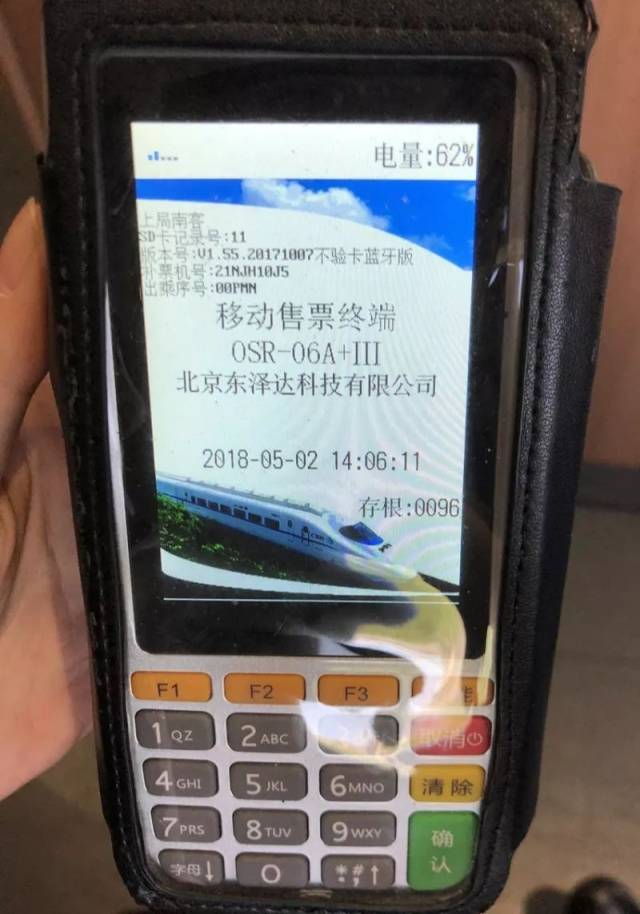 电量:62%
上局南客
SD卡记录号:11
版本号:V1.55.20171007不验卡蓝牙版
补票机号:21NJH10J5
出乘序号:00PMN
移动售票终端
OSR-06A+III
北京东泽达科技有限公司
2018-05-02 14:06:11
存根:0096
F1 F2 F3 能
1 QZ 2 ABC 取消
4 GHI 5 JKL 6 MNO 清除
7 PRS 8 TUV 9 WXY 确认
字母↓ 0 *#↑